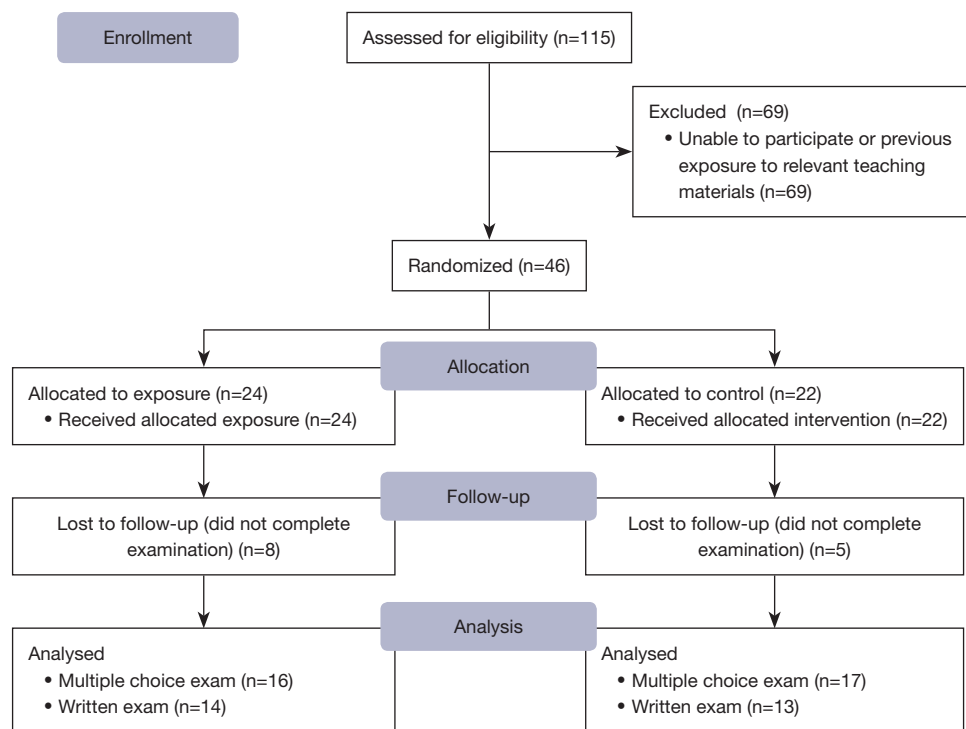 Enrollment
Assessed for eligibility (n=115)
Excluded (n=69)
• Unable to participate or previous
exposure to relevant teaching
materials (n=69)
Randomized (n=46)
Allocation
Allocated to exposure (n=24)
• Received allocated exposure (n=24)
Allocated to control (n=22)
• Received allocated intervention (n=22)
Follow-up
Lost to follow-up (did not complete
examination) (n=8)
Lost to follow-up (did not complete
examination) (n=5)
Analysis
Analysed
• Multiple choice exam (n=16)
• Written exam (n=14)
Analysed
• Multiple choice exam (n=17)
• Written exam (n=13)